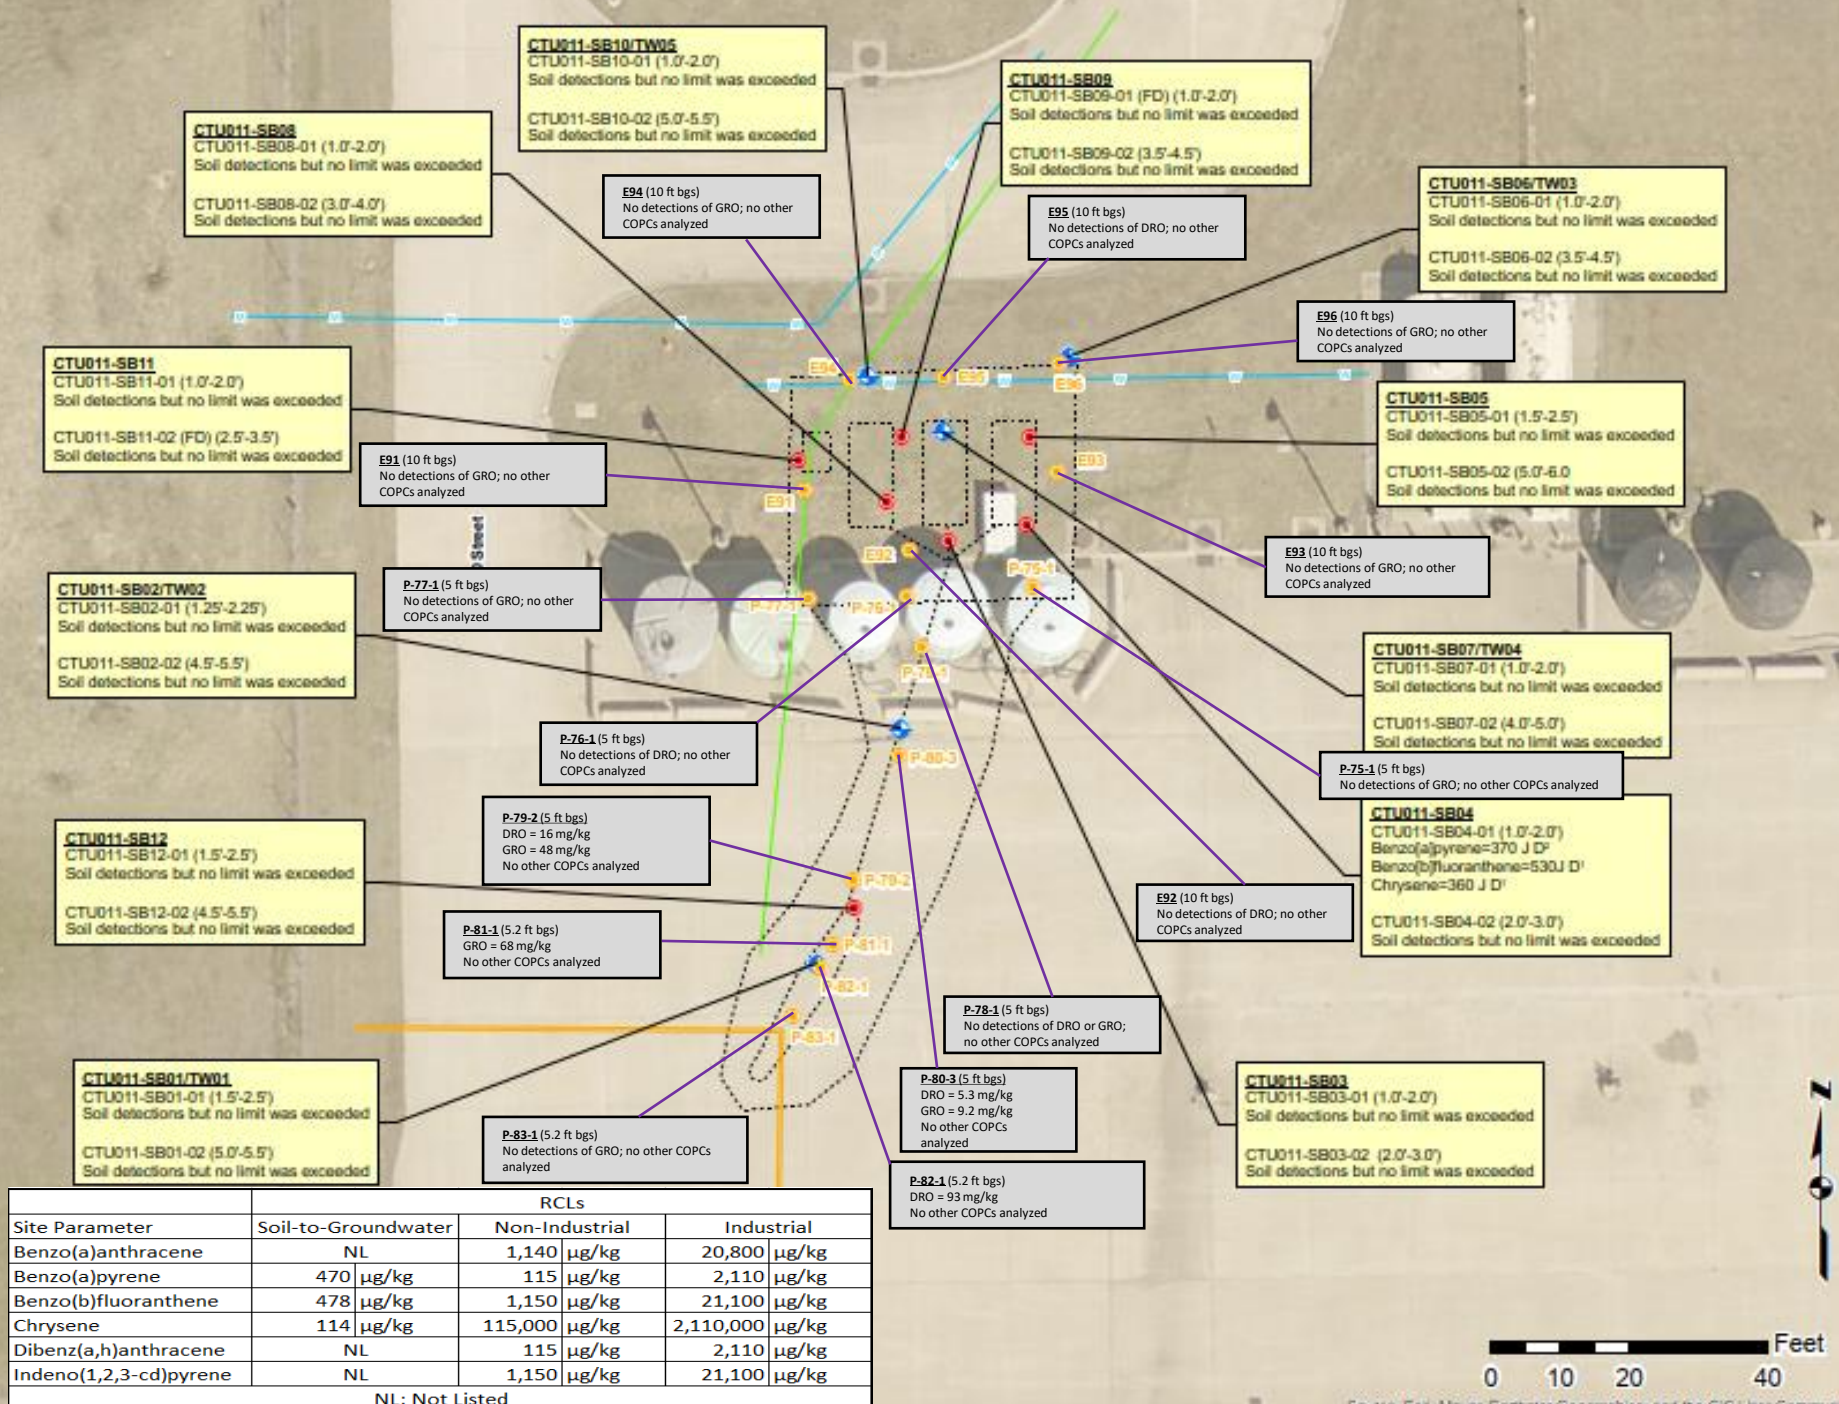 CTU011-SB10/TW05
CTU011-SB10-01 (1.0'-2.0')
Soil detections but no limit was exceeded
CTU011-SB10-02 (5.0'-5.5')
Soil detections but no limit was exceeded
CTU011-SB09
CTU011-SB09-01 (FD) (1.0'-2.0')
Soil detections but no limit was exceeded
CTU011-SB09-02 (3.5'-4.5')
Soil detections but no limit was exceeded
CTU011-SB08
CTU011-SB08-01 (1.0'-2.0')
Soil detections but no limit was exceeded
CTU011-SB08-02 (3.0'-4.0')
Soil detections but no limit was exceeded
E94 (10 ft bgs)
No detections of GRO; no other
COPCs analyzed
E95 (10 ft bgs)
No detections of DRO; no other
COPCs analyzed
CTU011-SB06/TW03
CTU011-SB06-01 (1.0'-2.0')
Soil detections but no limit was exceeded
CTU011-SB06-02 (3.5'-4.5')
Soil detections but no limit was exceeded
E96 (10 ft bgs)
No detections of GRO; no other
COPCs analyzed
CTU011-SB11
CTU011-SB11-01 (1.0'-2.0')
Soil detections but no limit was exceeded
CTU011-SB11-02 (FD) (2.5'-3.5')
Soil detections but no limit was exceeded
E94
E95
E96
CTU011-SB05
CTU011-SB05-01 (1.5'-2.5')
Soil detections but no limit was exceeded
CTU011-SB05-02 (5.0'-6.0
Soil detections but no limit was exceeded
E91 (10 ft bgs)
No detections of GRO; no other
COPCs analyzed
E93
E91
Street
E92
E93 (10 ft bgs)
No detections of GRO; no other
COPCs analyzed
P-77-1 (5 ft bgs)
No detections of GRO; no other
COPCs analyzed
P-75-1
P-77-1
P-76-1
CTU011-SB02/TW02
CTU011-SB02-01 (1.25'-2.25')
Soil detections but no limit was exceeded
CTU011-SB02-02 (4.5'-5.5')
Soil detections but no limit was exceeded
P-78-1
CTU011-SB07/TW04
CTU011-SB07-01 (1.0'-2.0')
Soil detections but no limit was exceeded
CTU011-SB07-02 (4.0'-5.0')
Soil detections but no limit was exceeded
P-76-1 (5 ft bgs)
No detections of DRO; no other
COPCs analyzed
P-80-3
P-75-1 (5 ft bgs)
No detections of GRO; no other COPCs analyzed
P-79-2 (5 ft bgs)
DRO = 16 mg/kg
GRO = 48 mg/kg
No other COPCs analyzed
CTU011-SB04
CTU011-SB04-01 (1.0'-2.0')
Benzo[a]pyrene=370 J D²
Benzo[b]fluoranthene=530J D¹
Chrysene=360 J D¹
CTU011-SB04-02 (2.0'-3.0')
Soil detections but no limit was exceeded
CTU011-SB12
CTU011-SB12-01 (1.5'-2.5')
Soil detections but no limit was exceeded
CTU011-SB12-02 (4.5'-5.5')
Soil detections but no limit was exceeded
P-79-2
E92 (10 ft bgs)
No detections of DRO; no other
COPCs analyzed
P-81-1 (5.2 ft bgs)
GRO = 68 mg/kg
No other COPCs analyzed
P-81-1
P-82-1
P-83-1
P-78-1 (5 ft bgs)
No detections of DRO or GRO;
no other COPCs analyzed
CTU011-SB01/TW01
CTU011-SB01-01 (1.5'-2.5')
Soil detections but no limit was exceeded
CTU011-SB01-02 (5.0'-5.5')
Soil detections but no limit was exceeded
P-80-3 (5 ft bgs)
DRO = 5.3 mg/kg
GRO = 9.2 mg/kg
No other COPCs
analyzed
CTU011-SB03
CTU011-SB03-01 (1.0'-2.0')
Soil detections but no limit was exceeded
CTU011-SB03-02 (2.0'-3.0')
Soil detections but no limit was exceeded
P-83-1 (5.2 ft bgs)
No detections of GRO; no other COPCs
analyzed
P-82-1 (5.2 ft bgs)
DRO = 93 mg/kg
No other COPCs analyzed
N
RCLs
Site Parameter Soil-to-Groundwater Non-Industrial Industrial
Benzo(a)anthracene NL 1,140 µg/kg 20,800 µg/kg
Benzo(a)pyrene 470 µg/kg 115 µg/kg 2,110 µg/kg
Benzo(b)fluoranthene 478 µg/kg 1,150 µg/kg 21,100 µg/kg
Chrysene 114 µg/kg 115,000 µg/kg 2,110,000 µg/kg
Dibenz(a,h)anthracene NL 115 µg/kg 2,110 µg/kg
Indeno(1,2,3-cd)pyrene NL 1,150 µg/kg 21,100 µg/kg
NL: Not Listed
Feet
0 10 20 40